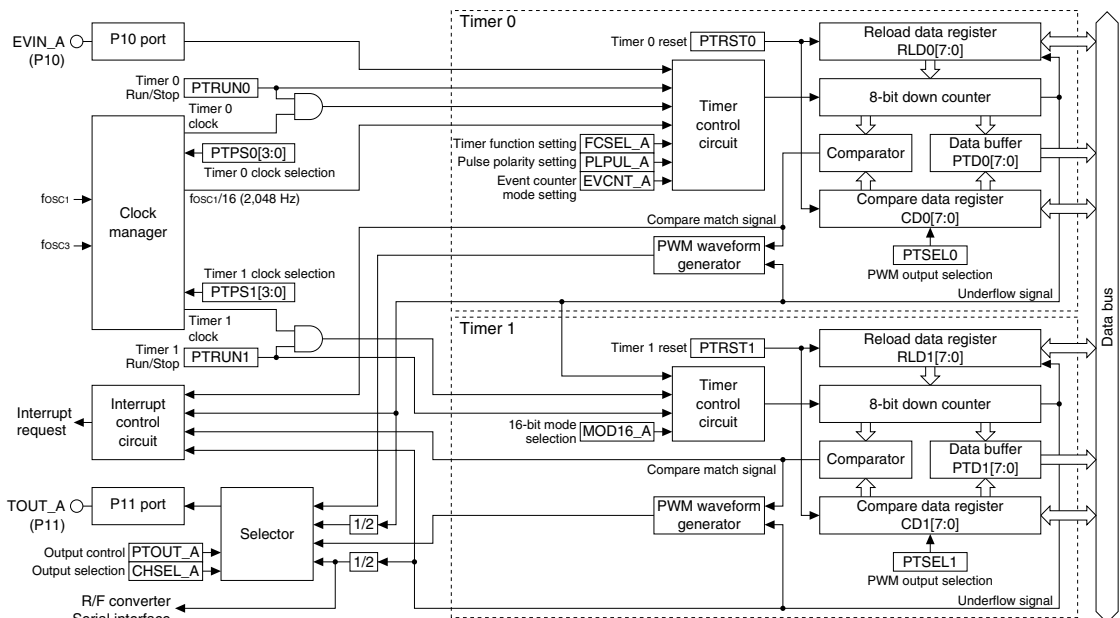 Timer 0
EVIN_A
(P10)
P10 port
Timer 0 reset
PTRST0
Reload data register
RLD0[7:0]
Timer 0
Run/Stop
PTRUN0
Timer 0
clock
Timer
control
circuit
8-bit down counter
Timer function setting
FCSEL_A
Pulse polarity setting
PLPUL_A
Event counter
mode setting
EVCNT_A
Comparator
Data buffer
PTD0[7:0]
PTPS0[3:0]
Timer 0 clock selection
fOSC1/16 (2,048 Hz)
fOSC1
fOSC3
Clock
manager
Compare match signal
Compare data register
CD0[7:0]
PWM waveform
generator
PTSEL0
PWM output selection
Underflow signal
Timer 1 clock selection
PTPS1[3:0]
Timer 1
clock
Timer 1
Run/Stop
PTRUN1
Data bus
Timer 1
Timer 1 reset
PTRST1
Reload data register
RLD1[7:0]
Timer
control
circuit
8-bit down counter
16-bit mode
selection
MOD16_A
Interrupt
request
Interrupt
control
circuit
Compare match signal
Comparator
Data buffer
PTD1[7:0]
TOUT_A
(P11)
P11 port
Selector
1/2
1/2
PWM waveform
generator
Compare data register
CD1[7:0]
Output control
PTOUT_A
Output selection
CHSEL_A
PTSEL1
PWM output selection
Underflow signal
R/F converter
Serial interface